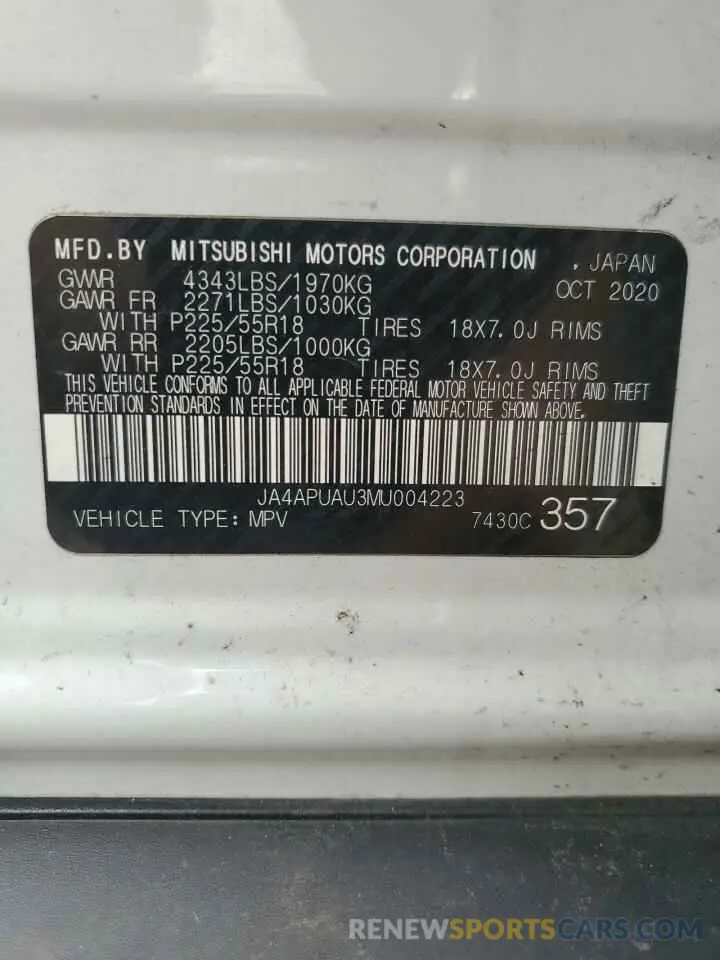 MFD.BY MITSUBISHI MOTORS CORPORATION , JAPAN
GVWR 4343LBS/1970KG OCT 2020
GAWR FR 2271LBS/1030KG
WITH P225/55R18 TIRES 18X7.0J RIMS
GAWR RR 2205LBS/1000KG
WITH P225/55R18 TIRES 18X7.0J RIMS
THIS VEHICLE CONFORMS TO ALL APPLICABLE FEDERAL MOTOR VEHICLE SAFETY AND THEFT
PREVENTION STANDARDS IN EFFECT ON THE DATE OF MANUFACTURE SHOWN ABOVE.
JA4APUAU3MU004223
VEHICLE TYPE: MPV 7430C 357
RENEWSPORTCARS.COM